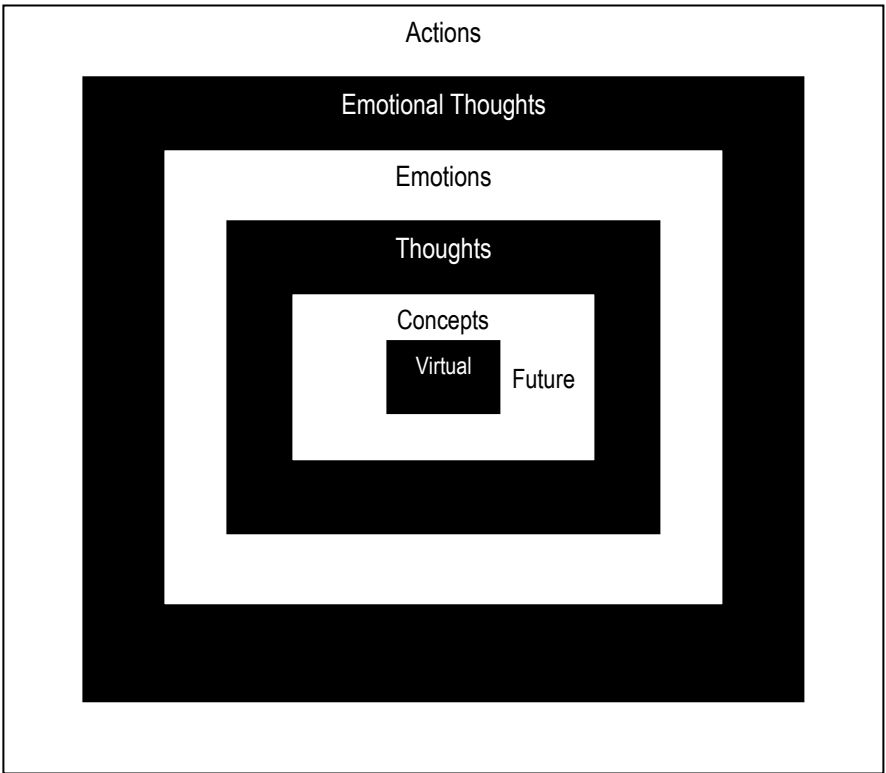 Actions
Emotional Thoughts
Emotions
Thoughts
Concepts
Virtual
Future